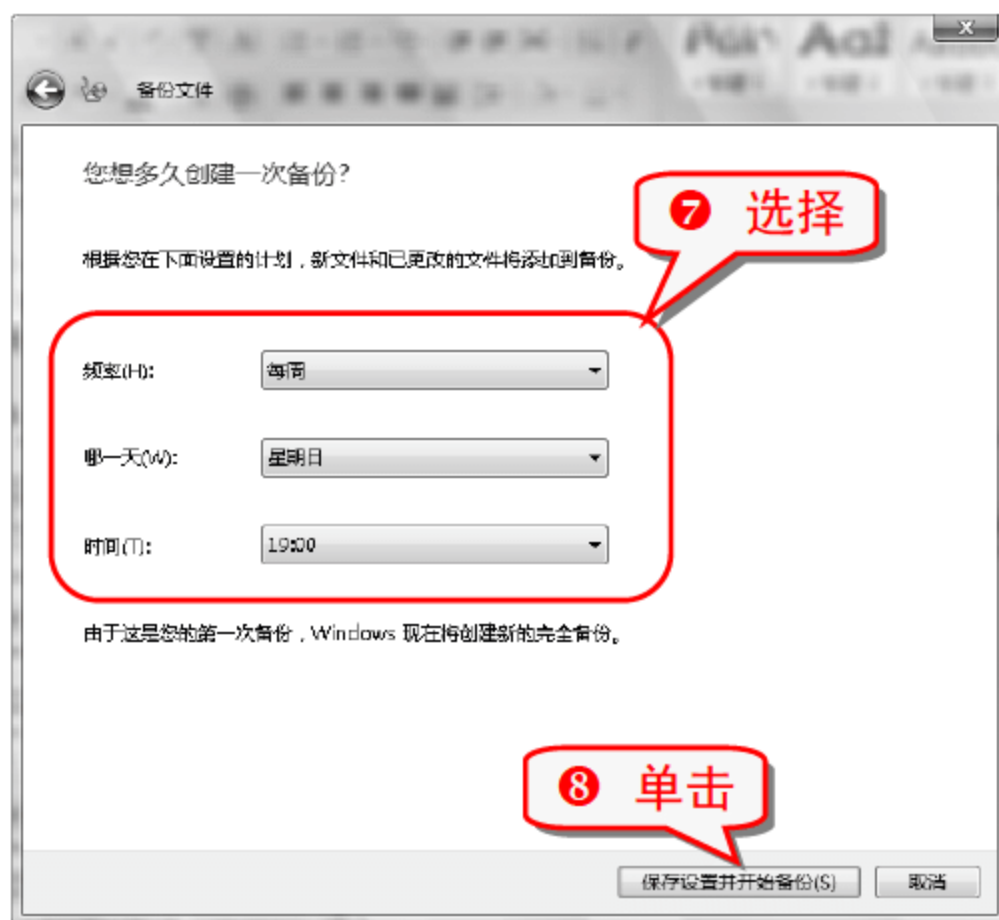 备份文件
您想多久创建一次备份?
❼ 选择
根据您在下面设置的计划，新文件和已更改的文件将添加到备份。
频率(H): 每周
哪一天(W): 星期日
时间(T): 19:00
由于这是您的第一次备份，Windows 现在将创建新的完全备份。
❽ 单击
保存设置并开始备份(S) 取消